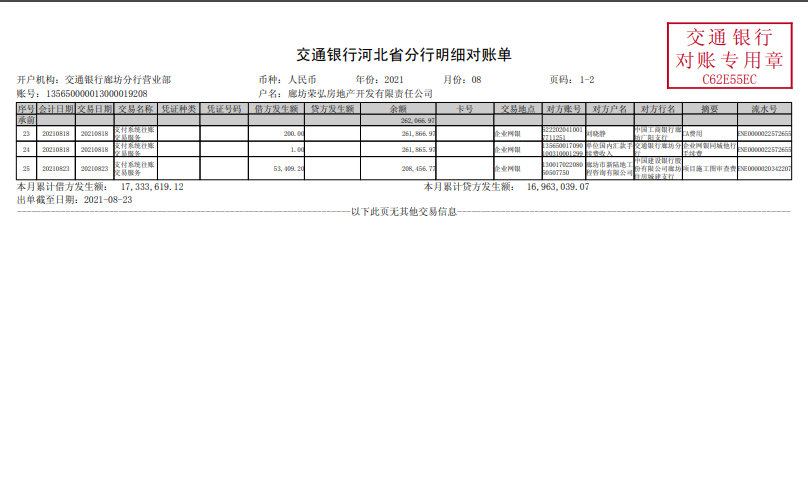 交通银行
对账专用章
C62E55EC
交通银行河北省分行明细对账单
开户机构：交通银行廊坊分行营业部 币种：人民币 年份：2021 月份：08 页码：1-2
账号：135650000013000019208 户名：廊坊荣弘房地产开发有限责任公司
序号 会计日期 交易日期 交易名称 凭证种类 凭证号码 借方发生额 贷方发生额 余额 卡号 交易地点 对方账号 对方户名 对方行名 摘要 流水号
承前 262,066.97
23 20210818 20210818 支付系统往账交易服务 200.00 261,866.97 企业网银 6222020410017711251 刘晓静 中国工商银行廊坊广阳支行 CA费用 ENE0000022572655
24 20210818 20210818 支付系统往账交易服务 1.00 261,865.97 企业网银 135650017090100310001299 单位国内汇款手续费收入 交通银行廊坊分行 企业网银同城他行手续费 ENE0000022572655
25 20210823 20210823 支付系统往账交易服务 53,409.20 208,456.77 企业网银 13001702208050507750 廊坊市新陆地工程咨询有限公司 中国建设银行股份有限公司廊坊住房城建支行 项目施工图审查费 ENE0000020342207
本月累计借方发生额： 17,333,619.12 本月累计贷方发生额： 16,963,039.07
出单截至日期：2021-08-23
以下此页无其他交易信息